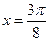 x = 3π/8